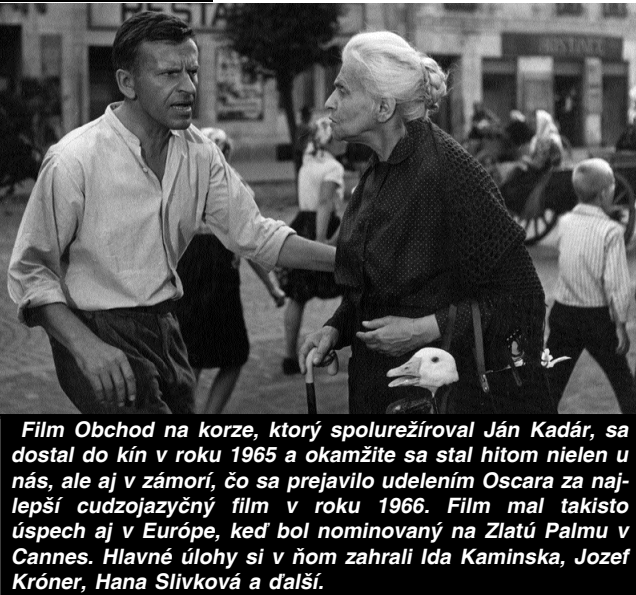 RESTA
HOSTINEC
Film Obchod na korze, ktorý spolurežíroval Ján Kadár, sa
dostal do kín v roku 1965 a okamžite sa stal hitom nielen u
nás, ale aj v zámorí, čo sa prejavilo udelením Oscara za naj-
lepší cudzojazyčný film v roku 1966. Film mal takisto
úspech aj v Európe, keď bol nominovaný na Zlatú Palmu v
Cannes. Hlavné úlohy si v ňom zahrali Ida Kaminska, Jozef
Króner, Hana Slivková a ďalší.